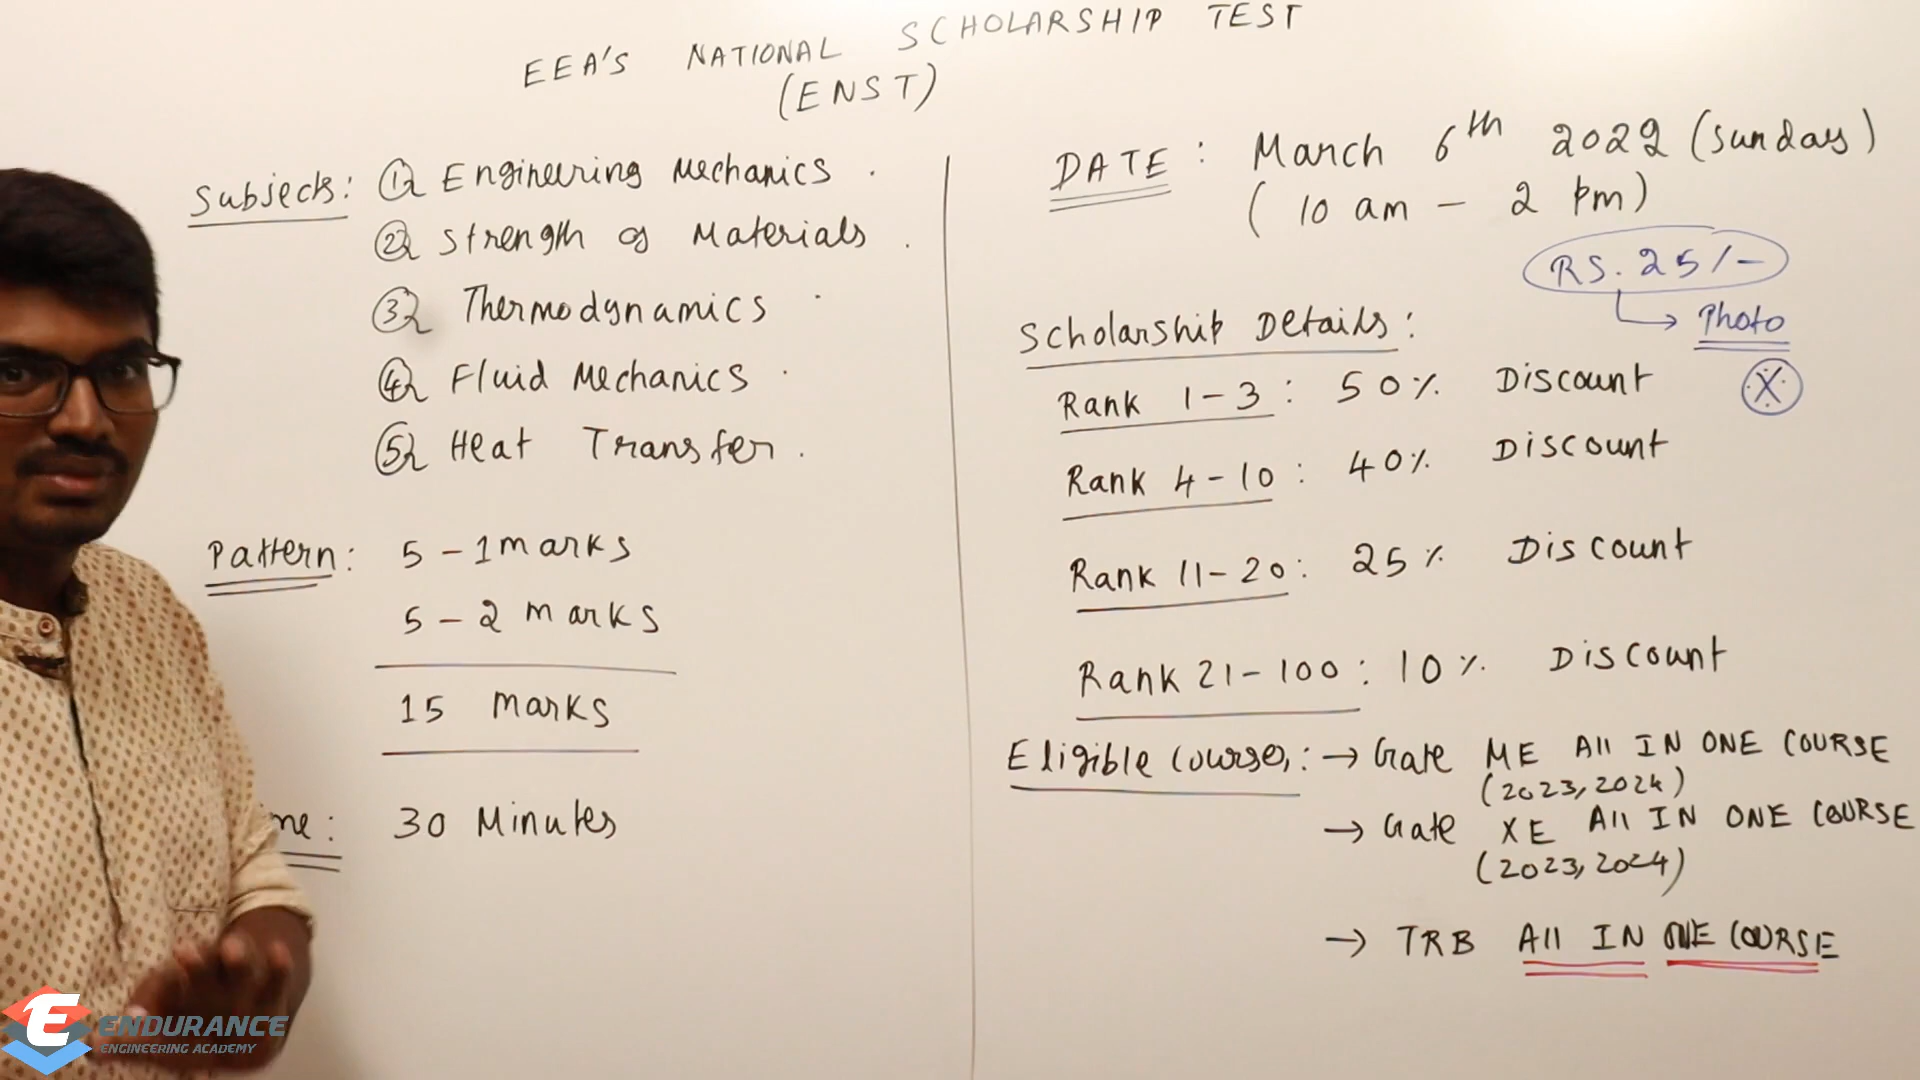 EEA'S NATIONAL SCHOLARSHIP TEST
(ENST)
Subjects: ① Engineering Mechanics.
② Strength of Materials.
③ Thermodynamics.
④ Fluid Mechanics.
⑤ Heat Transfer.
Pattern: 5 - 1 marks
5 - 2 marks
15 marks
me: 30 Minutes
DATE: March 6th 2022 (Sunday)
(10 am - 2 pm)
RS. 25/-
→ Photo
X
Scholarship Details:
Rank 1-3: 50% Discount
Rank 4-10: 40% Discount
Rank 11-20: 25% Discount
Rank 21-100: 10% Discount
Eligible Courses: → Gate ME All IN ONE COURSE
(2023, 2024)
→ Gate XE All IN ONE COURSE
(2023, 2024)
→ TRB All IN ONE COURSE
E ENDURANCE
ENGINEERING ACADEMY